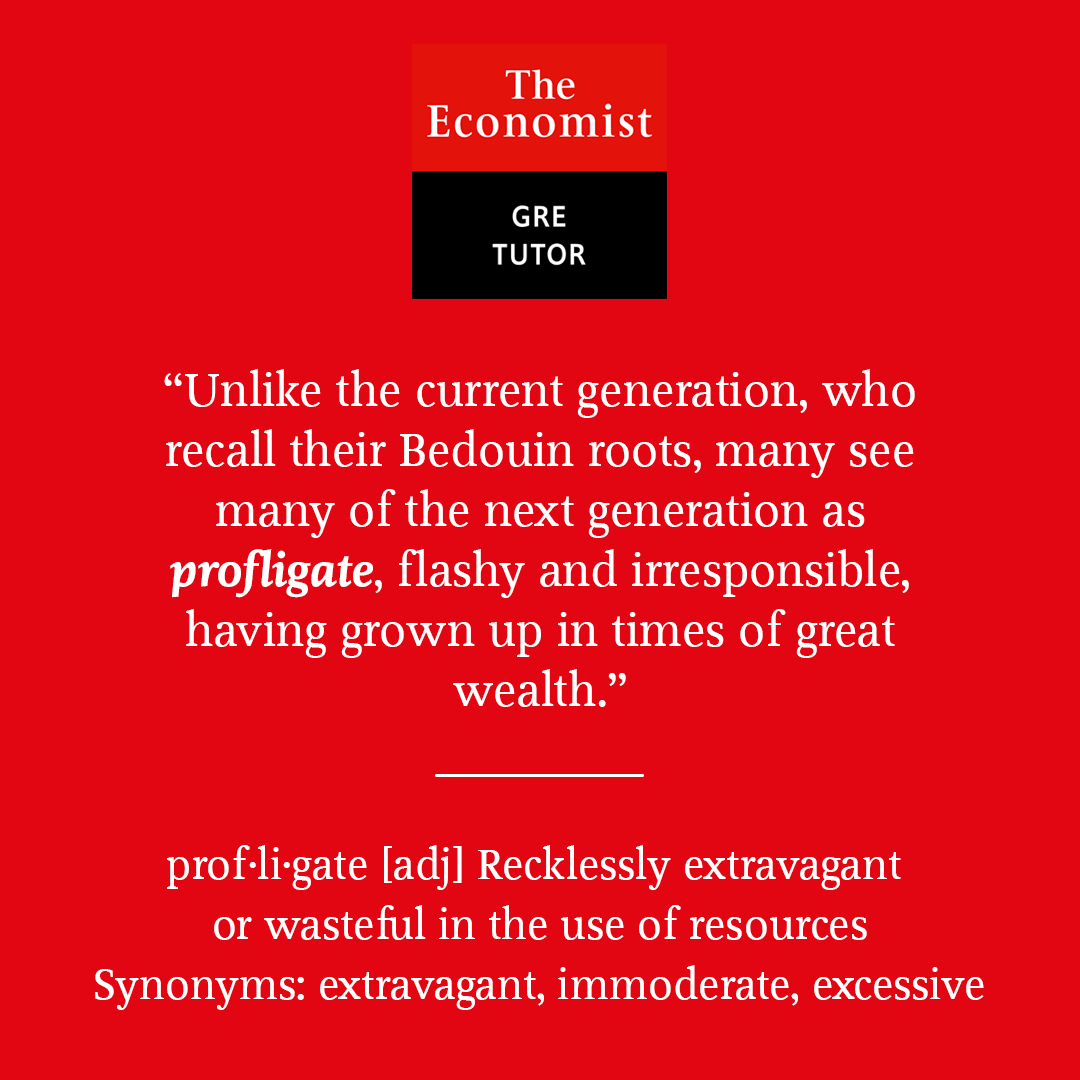 The
Economist
GRE
TUTOR
“Unlike the current generation, who
recall their Bedouin roots, many see
many of the next generation as
profligate, flashy and irresponsible,
having grown up in times of great
wealth.”
prof·li·gate [adj] Recklessly extravagant
or wasteful in the use of resources
Synonyms: extravagant, immoderate, excessive